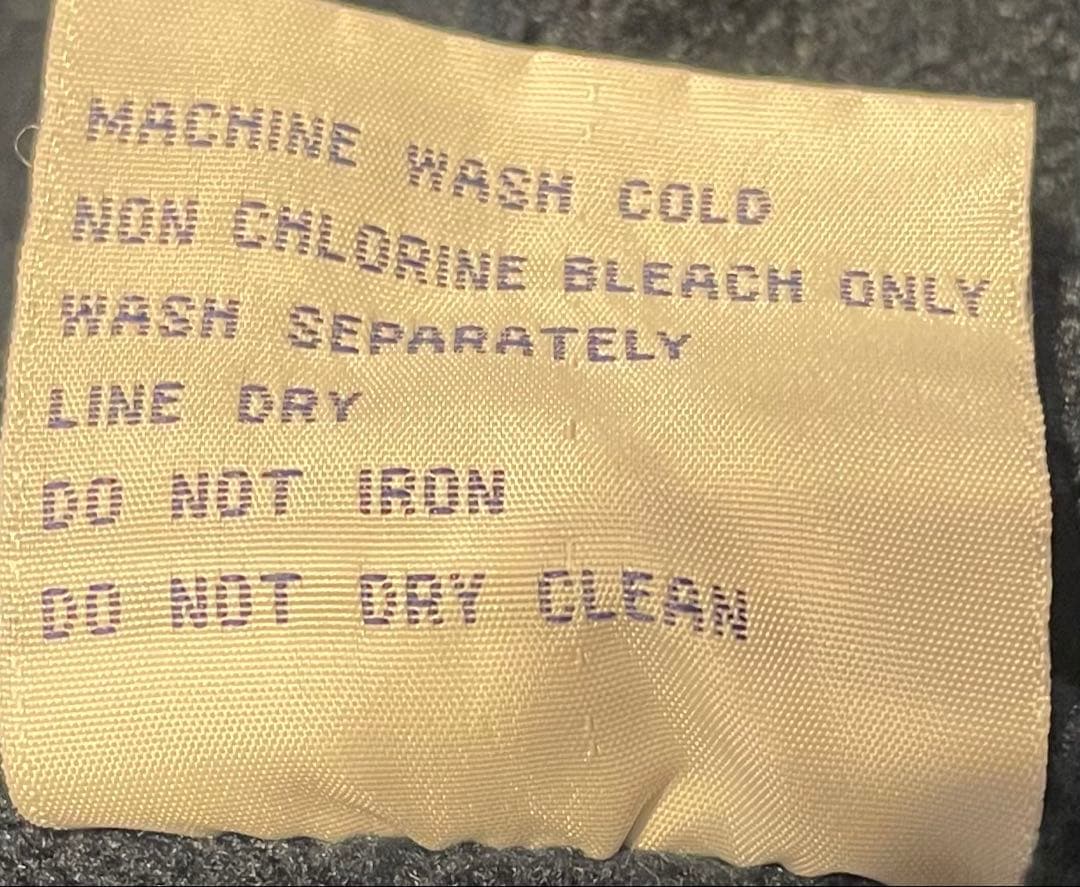 MACHINE WASH COLD
NON CHLORINE BLEACH ONLY
WASH SEPARATELY
LINE DRY
DO NOT IRON
DO NOT DRY CLEAN